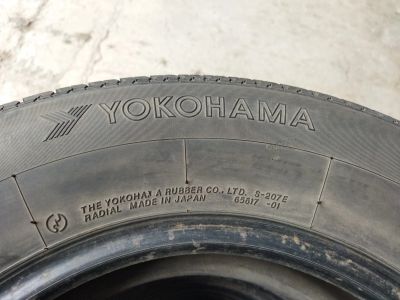 YOKOHAMA
THE YOKOHAMA RUBBER CO., LTD. S-207E
RADIAL MADE IN JAPAN 65617 -01